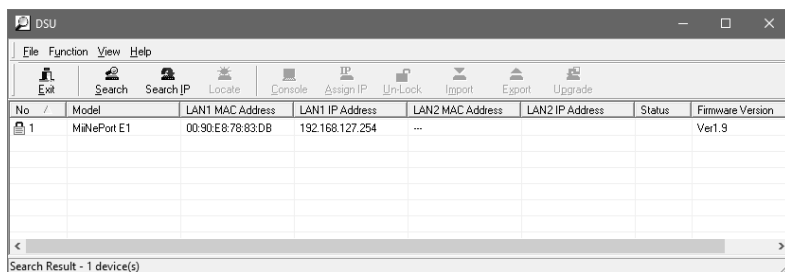 DSU
File Function View Help
Exit Search Search IP Locate Console Assign IP Un-Lock Import Export Upgrade
No / Model LAN1 MAC Address LAN1 IP Address LAN2 MAC Address LAN2 IP Address Status Firmware Version
1 MiiNePort E1 00:90:E8:78:83:DB 192.168.127.254 --- Ver1.9
Search Result - 1 device(s)